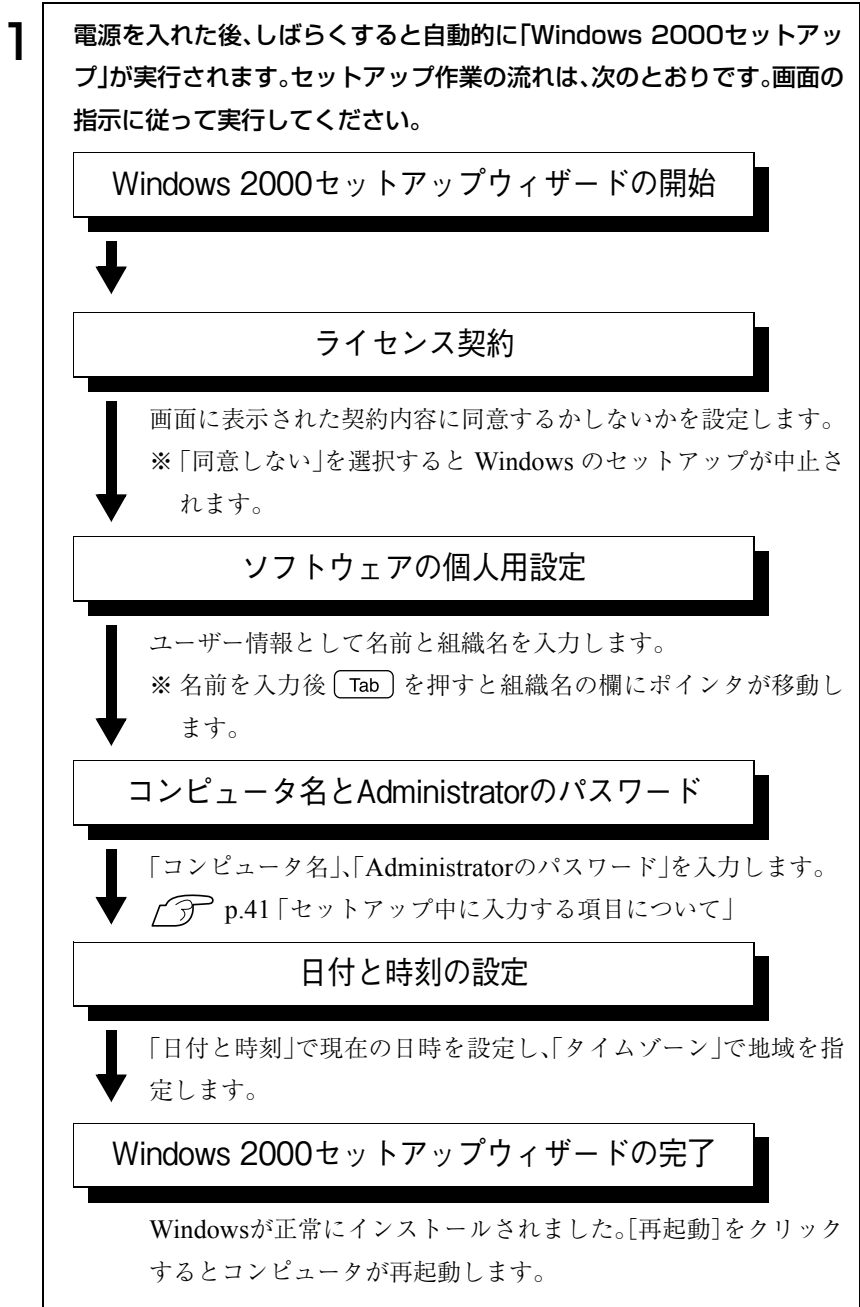 1
電源を入れた後、しばらくすると自動的に「Windows 2000セットアッ
プ」が実行されます。セットアップ作業の流れは、次のとおりです。画面の
指示に従って実行してください。
Windows 2000セットアップウィザードの開始
ライセンス契約
画面に表示された契約内容に同意するかしないかを設定します。
※「同意しない」を選択すると Windows のセットアップが中止さ
れます。
ソフトウェアの個人用設定
ユーザー情報として名前と組織名を入力します。
※ 名前を入力後 Tab を押すと組織名の欄にポインタが移動し
ます。
コンピュータ名とAdministratorのパスワード
「コンピュータ名」、「Administratorのパスワード」を入力します。
p.41「セットアップ中に入力する項目について」
日付と時刻の設定
「日付と時刻」で現在の日時を設定し、「タイムゾーン」で地域を指
定します。
Windows 2000セットアップウィザードの完了
Windowsが正常にインストールされました。[再起動]をクリック
するとコンピュータが再起動します。